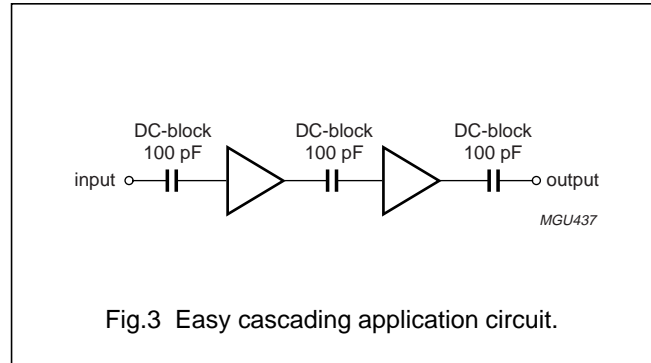 DC-block
100 pF
DC-block
100 pF
DC-block
100 pF
input
output
MGU437
Fig.3 Easy cascading application circuit.